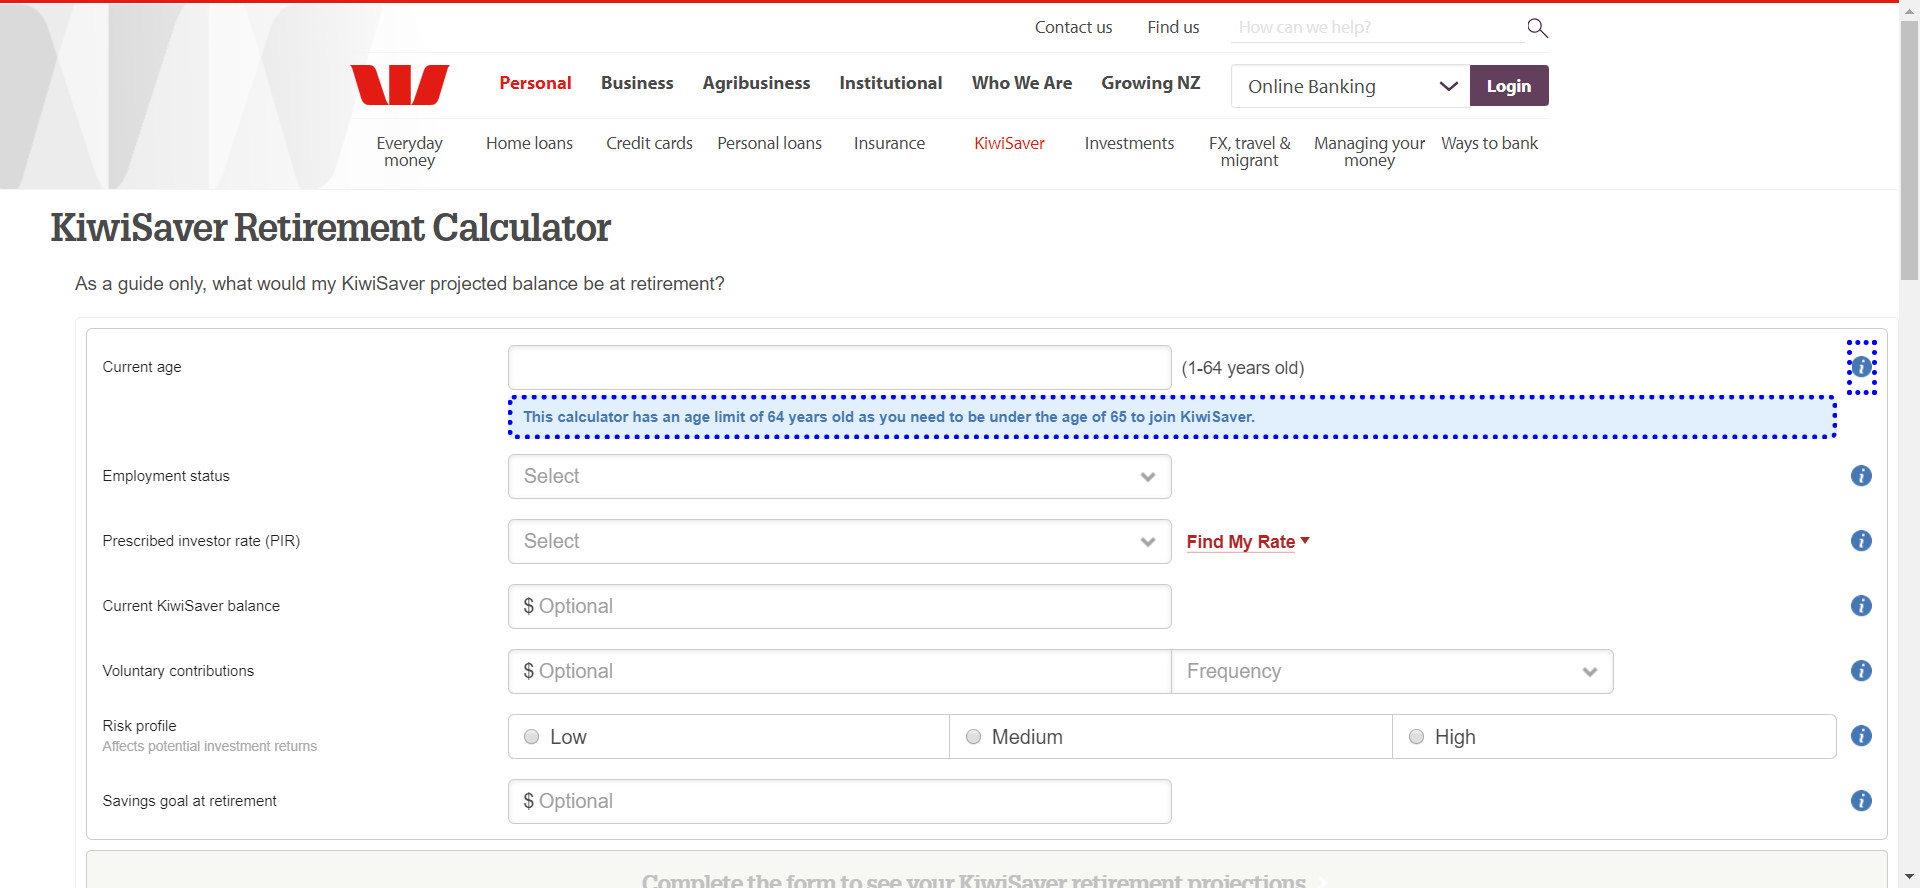 Contact us Find us How can we help?
Personal Business Agribusiness Institutional Who We Are Growing NZ Online Banking Login
Everyday money Home loans Credit cards Personal loans Insurance KiwiSaver Investments FX, travel & migrant Managing your money Ways to bank
KiwiSaver Retirement Calculator
As a guide only, what would my KiwiSaver projected balance be at retirement?
Current age (1-64 years old) i
This calculator has an age limit of 64 years old as you need to be under the age of 65 to join KiwiSaver.
Employment status Select i
Prescribed investor rate (PIR) Select Find My Rate i
Current KiwiSaver balance $ Optional i
Voluntary contributions $ Optional Frequency i
Risk profile
Affects potential investment returns
Low Medium High i
Savings goal at retirement $ Optional i
Complete the form to see your KiwiSaver retirement projections